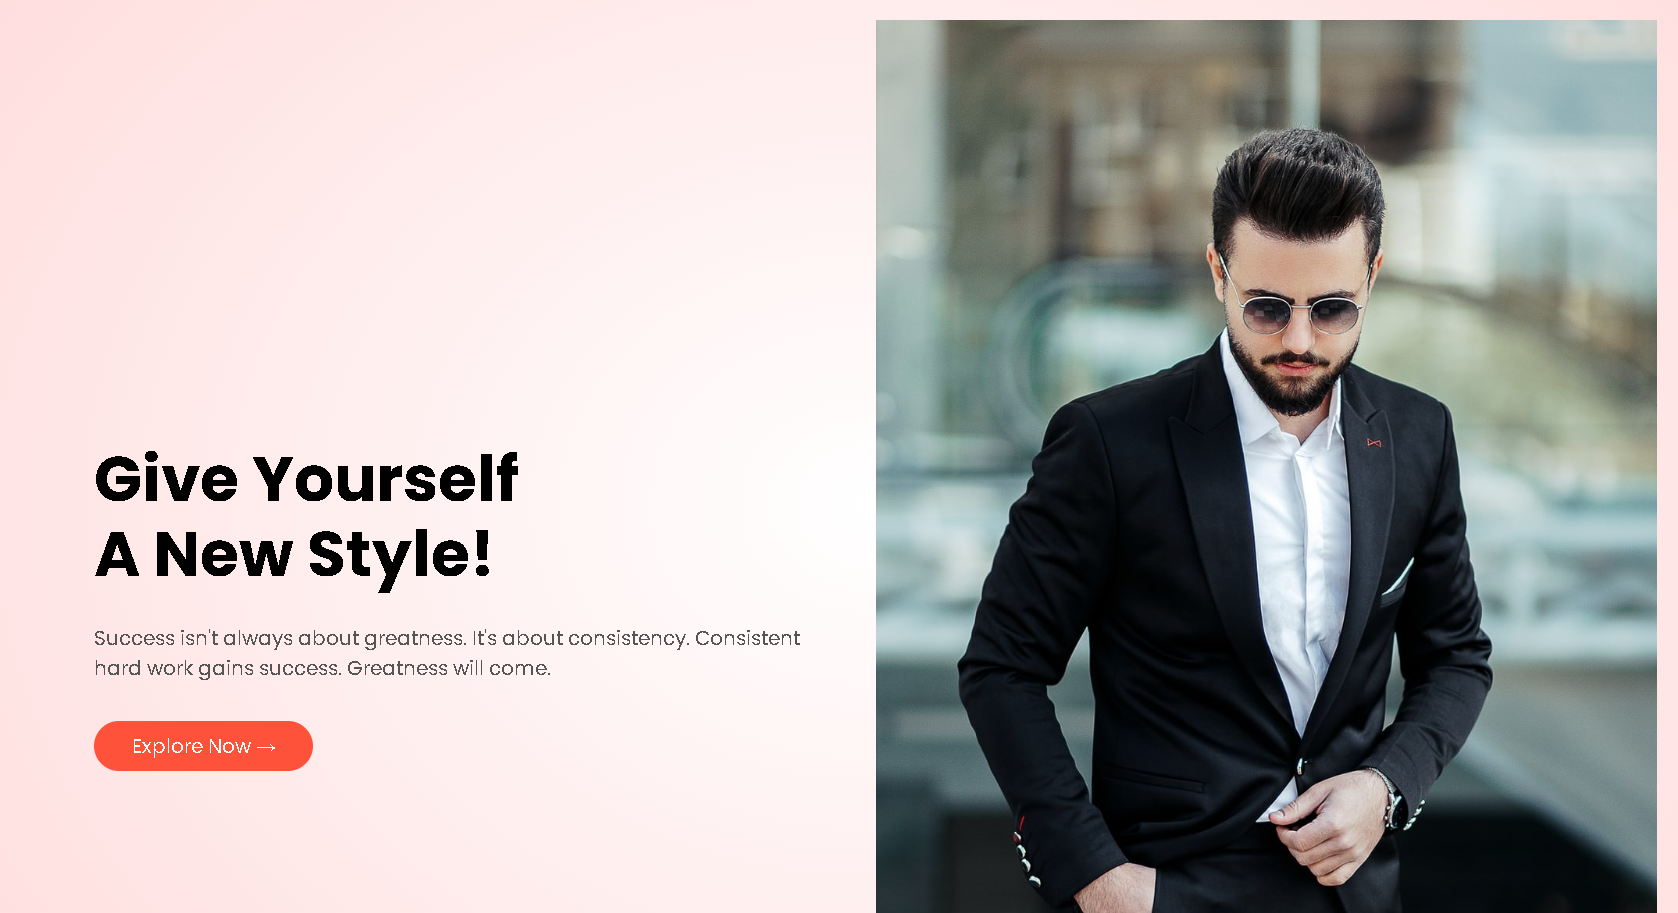 Give Yourself
A New Style!
Success isn't always about greatness. It's about consistency. Consistent
hard work gains success. Greatness will come.
Explore Now →